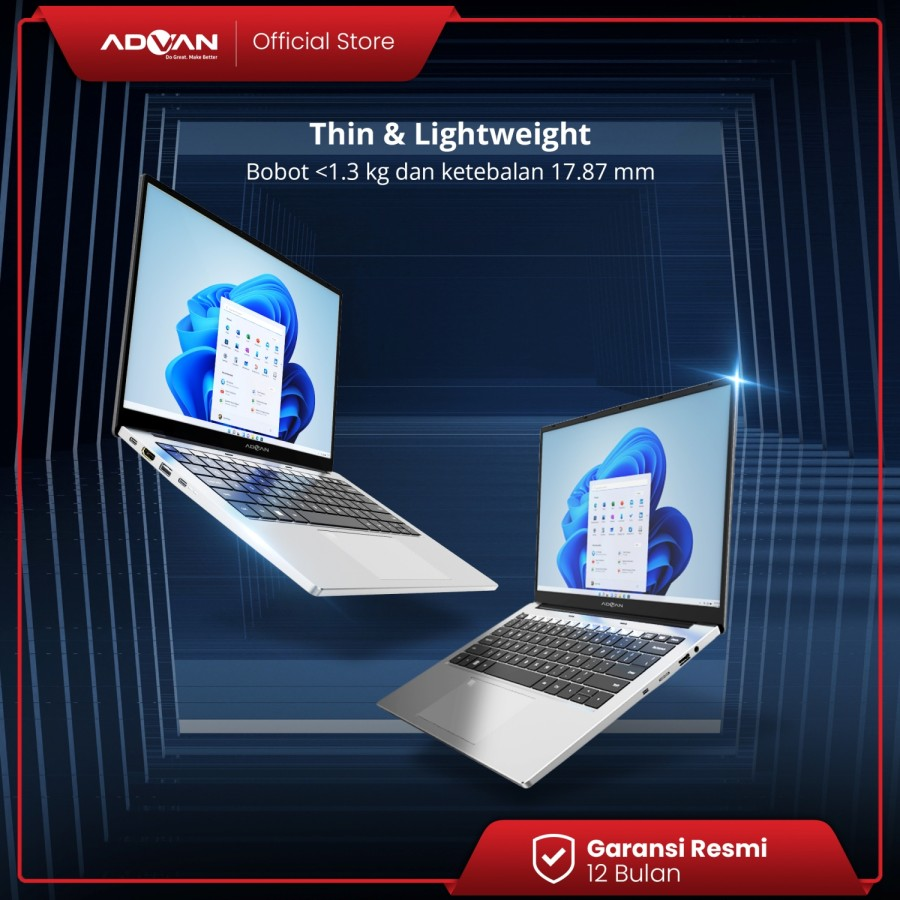 ADVAN
Do Great. Make Better
Official Store
Thin & Lightweight
Bobot <1.3 kg dan ketebalan 17.87 mm
ADVAN
ADVAN
Garansi Resmi
12 Bulan